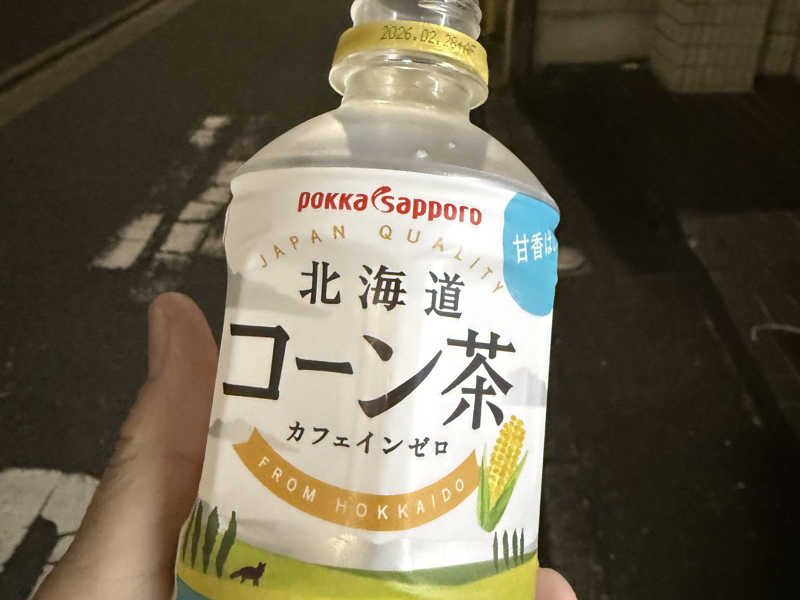 2026.02.28
pokka sapporo
JAPAN QUALITY
甘香ば
北海道
コーン茶
カフェインゼロ
FROM HOKKAIDO